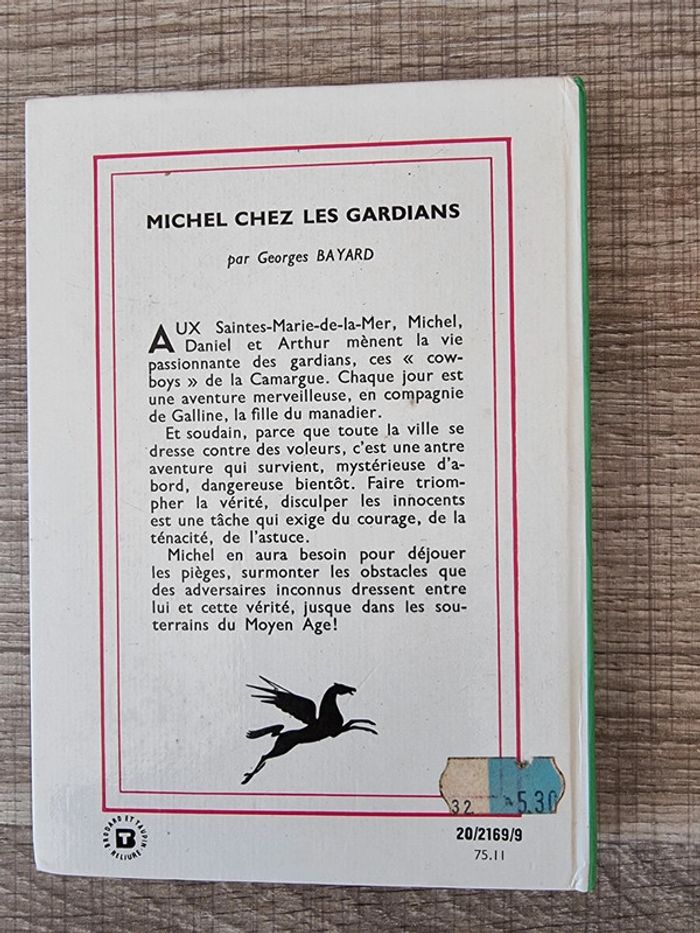 MICHEL CHEZ LES GARDIANS
par Georges BAYARD
AUX Saintes-Marie-de-la-Mer, Michel,
Daniel et Arthur mènent la vie
passionnante des gardians, ces « cow-
boys » de la Camargue. Chaque jour est
une aventure merveilleuse, en compagnie
de Galline, la fille du manadier.
Et soudain, parce que toute la ville se
dresse contre des voleurs, c'est une antre
aventure qui survient, mystérieuse d'a-
bord, dangereuse bientôt. Faire triom-
pher la vérité, disculper les innocents
est une tâche qui exige du courage, de la
ténacité, de l'astuce.
Michel en aura besoin pour déjouer
les pièges, surmonter les obstacles que
des adversaires inconnus dressent entre
lui et cette vérité, jusque dans les sou-
terrains du Moyen Age!
32 5.30
BRODARD ET TAUPIN
BT
RELIURE
20/2169/9
75.11